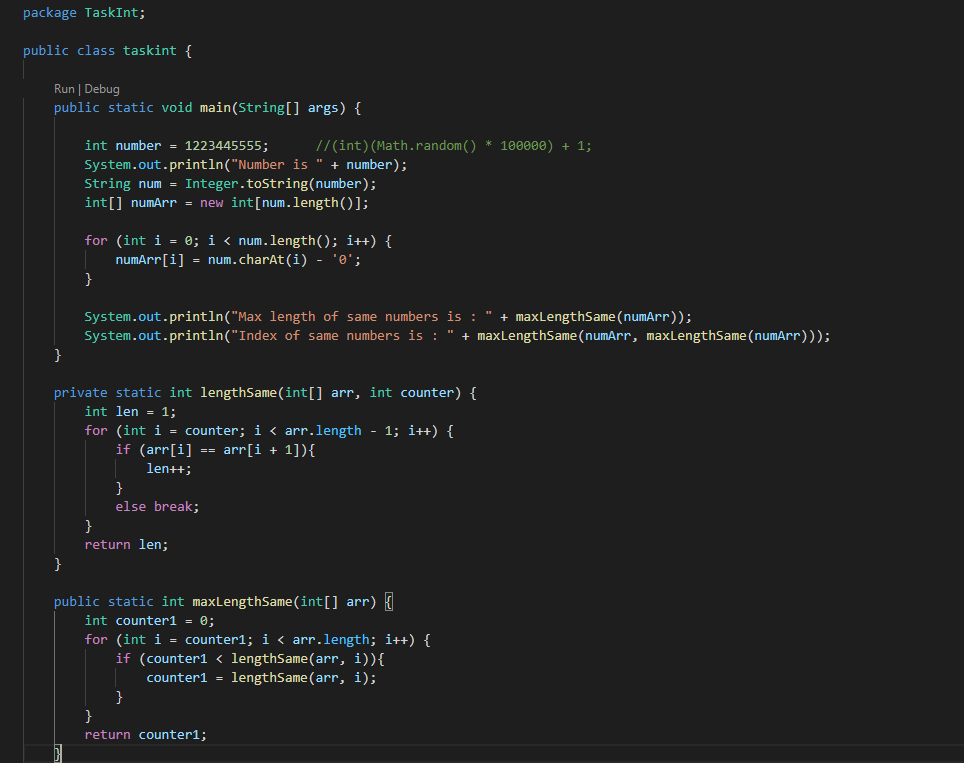 package TaskInt;
public class taskint {
Run | Debug
public static void main(String[] args) {
int number = 1223445555;      //(int)(Math.random() * 100000) + 1;
System.out.println("Number is " + number);
String num = Integer.toString(number);
int[] numArr = new int[num.length()];
for (int i = 0; i < num.length(); i++) {
numArr[i] = num.charAt(i) - '0';
}
System.out.println("Max length of same numbers is : " + maxLengthSame(numArr));
System.out.println("Index of same numbers is : " + maxLengthSame(numArr, maxLengthSame(numArr)));
}
private static int lengthSame(int[] arr, int counter) {
int len = 1;
for (int i = counter; i < arr.length - 1; i++) {
if (arr[i] == arr[i + 1]){
len++;
}
else break;
}
return len;
}
public static int maxLengthSame(int[] arr) {
int counter1 = 0;
for (int i = counter1; i < arr.length; i++) {
if (counter1 < lengthSame(arr, i)){
counter1 = lengthSame(arr, i);
}
}
return counter1;
}